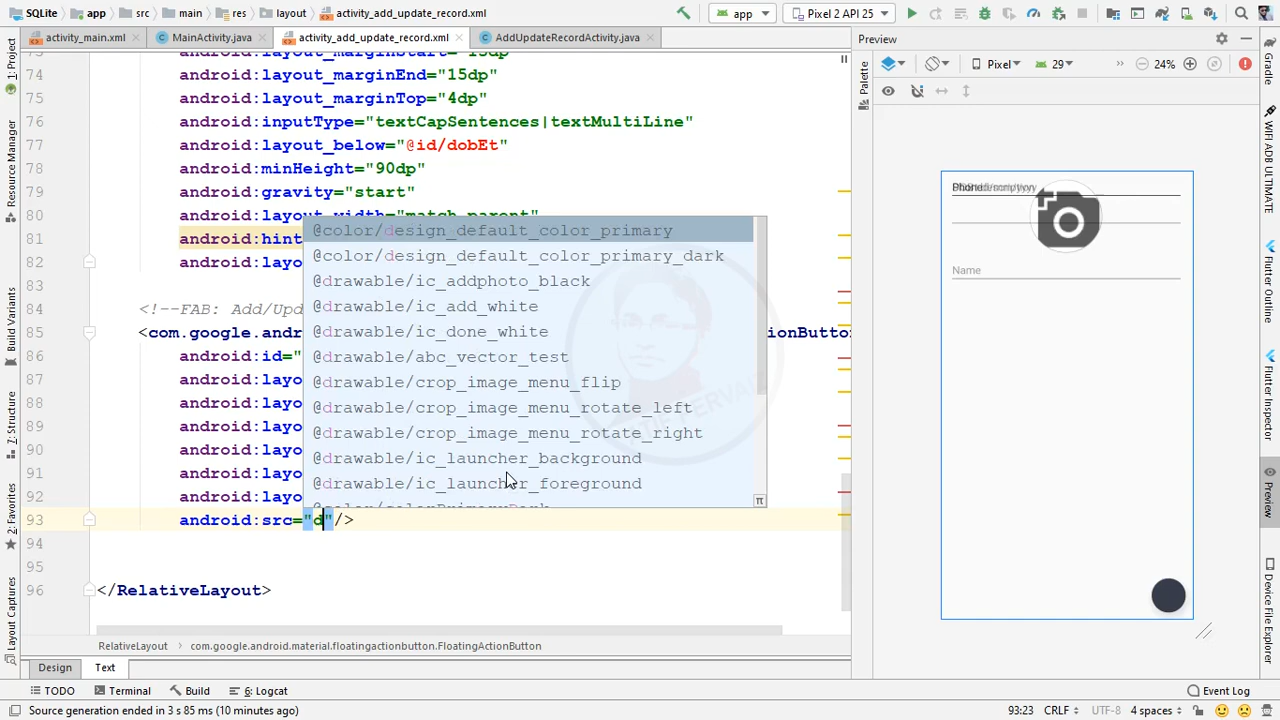 SQLite app src main res layout activity_add_update_record.xml
app Pixel 2 API 25
activity_main.xml MainActivity.java activity_add_update_record.xml AddUpdateRecordActivity.java
Preview
Pixel 29 24%
Palette
74 android:layout_marginEnd="15dp"
75 android:layout_marginTop="4dp"
76 android:inputType="textCapSentences|textMultiLine"
77 android:layout_below="@id/dobEt"
78 android:minHeight="90dp"
79 android:gravity="start"
80 android:layout_width="match_parent"
81 android:hint
82 android:layo
83
84 <!--FAB: Add/Upd
85 <com.google.andr ionButto
86 android:id="
87 android:layo
88 android:layo
89 android:layo
90 android:layo
91 android:layo
92 android:layo
93 android:src="d"/>
94
95
96 </RelativeLayout>
@color/design_default_color_primary
@color/design_default_color_primary_dark
@drawable/ic_addphoto_black
@drawable/ic_add_white
@drawable/ic_done_white
@drawable/abc_vector_test
@drawable/crop_image_menu_flip
@drawable/crop_image_menu_rotate_left
@drawable/crop_image_menu_rotate_right
@drawable/ic_launcher_background
@drawable/ic_launcher_foreground
π
Name
RelativeLayout com.google.android.material.floatingactionbutton.FloatingActionButton
Design Text
TODO Terminal Build 6: Logcat Event Log
Source generation ended in 3 s 85 ms (10 minutes ago) 93:23 CRLF UTF-8 4 spaces
1: Project
Resource Manager
Build Variants
7: Structure
2: Favorites
Layout Captures
Gradle
WIFI ADB ULTIMATE
Flutter Outline
Flutter Inspector
Preview
Device File Explorer